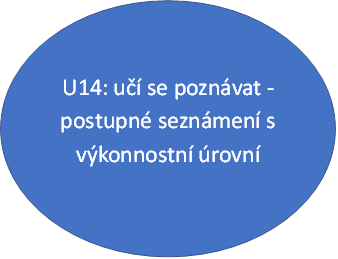 U14: učí se poznávat -
postupné seznámení s
výkonnostní úrovní